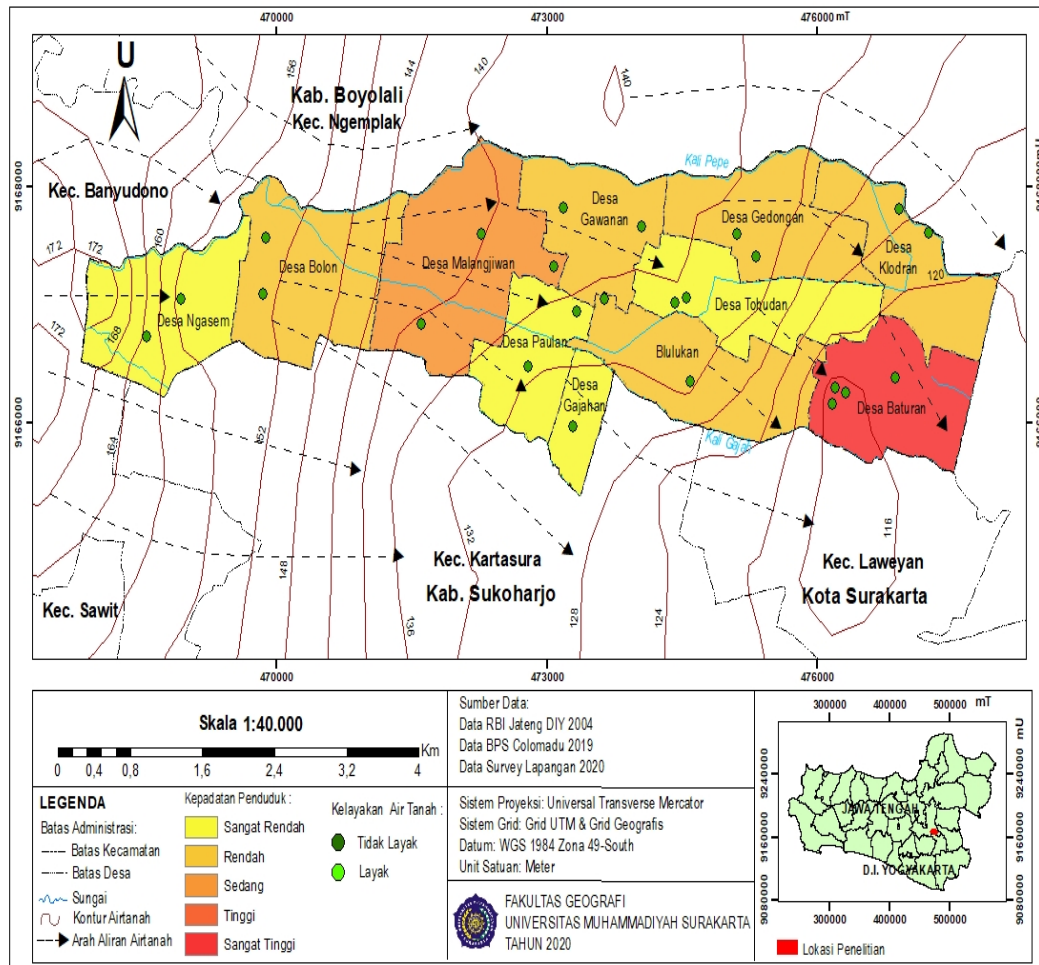 470000
473000
476000 mT
U
156
144
140
140
Kab. Boyolali
Kec. Ngemplak
9168000
Kali Pepe
Kec. Banyudono
Desa
Gawanan
Desa Gedongan
172
172
160
Desa Bolon
Desa Malangjiwan
Desa
Klodran
120
Desa Tohudan
Desa Ngasem
168
172
Desa Paulan
Blulukan
Desa
Gajahan
Desa Baturan
9166000
Kali Gajah
164
152
132
116
Kec. Kartasura
Kab. Sukoharjo
Kec. Laweyan
Kota Surakarta
148
Kec. Sawit
136
128
124
470000
473000
476000
Skala 1:40.000
Km
0 0,4 0,8 1,6 2,4 3,2 4
LEGENDA
Batas Administrasi:
Batas Kecamatan
Batas Desa
Sungai
Kontur Airtanah
Arah Aliran Airtanah
Kepadatan Penduduk :
Sangat Rendah
Rendah
Sedang
Tinggi
Sangat Tinggi
Kelayakan Air Tanah :
Tidak Layak
Layak
Sumber Data:
Data RBI Jateng DIY 2004
Data BPS Colomadu 2019
Data Survey Lapangan 2020
Sistem Proyeksi: Universal Transverse Mercator
Sistem Grid: Grid UTM & Grid Geografis
Datum: WGS 1984 Zona 49-South
Unit Satuan: Meter
FAKULTAS GEOGRAFI
UNIVERSITAS MUHAMMADIYAH SURAKARTA
TAHUN 2020
300000 400000 500000 mT
mU
9240000
9240000
JAWA TENGAH
9160000
9160000
D.I. YOGYAKARTA
9080000
9080000
300000 400000 500000
Lokasi Penelitian